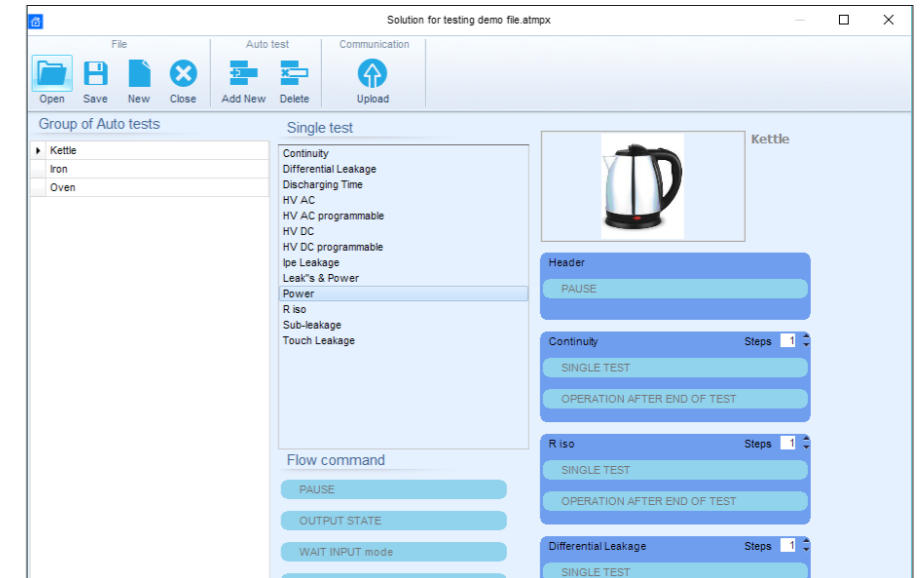 Solution for testing demo file.atmpx
File
Auto test
Communication
Open
Save
New
Close
Add New
Delete
Upload
Group of Auto tests
Kettle
Iron
Oven
Single test
Continuity
Differential Leakage
Discharging Time
HV AC
HV AC programmable
HV DC
HV DC programmable
Ipe Leakage
Leak"s & Power
Power
R iso
Sub-leakage
Touch Leakage
Flow command
PAUSE
OUTPUT STATE
WAIT INPUT mode
Kettle
Header
PAUSE
Continuity Steps 1
SINGLE TEST
OPERATION AFTER END OF TEST
R iso Steps 1
SINGLE TEST
OPERATION AFTER END OF TEST
Differential Leakage Steps 1
SINGLE TEST